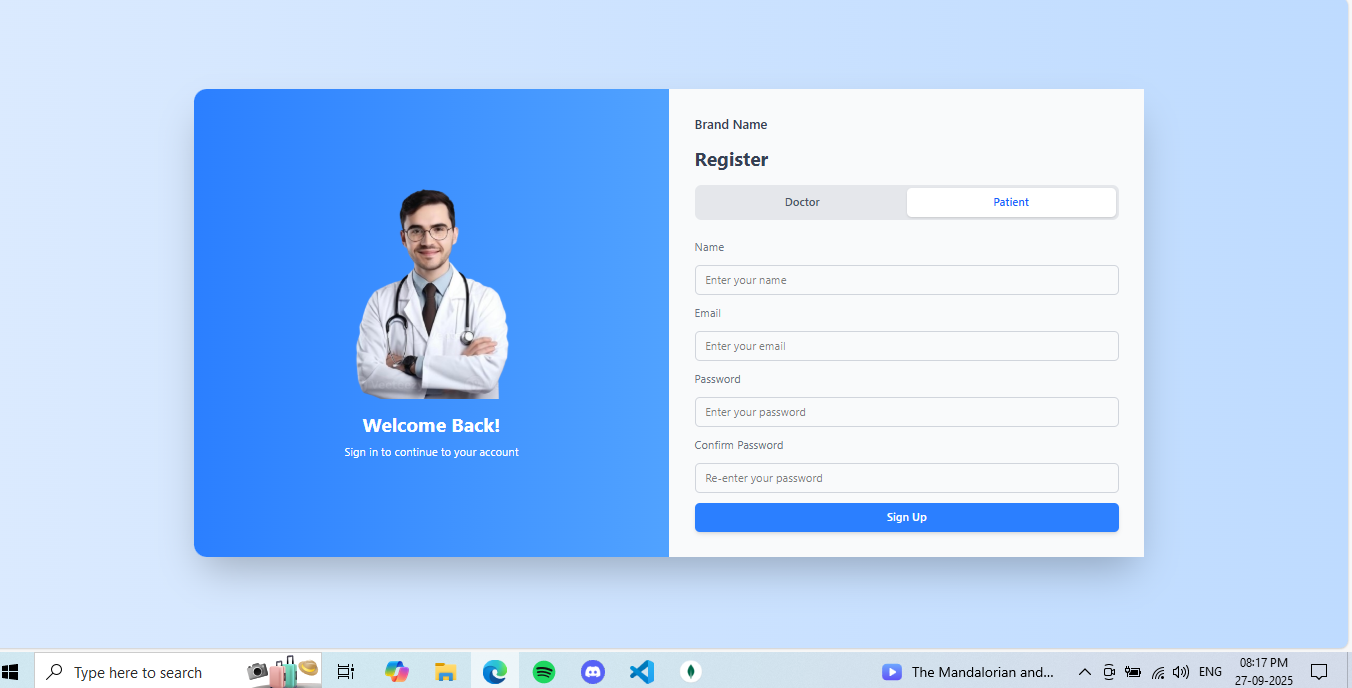 Welcome Back!
Sign in to continue to your account
Brand Name
Register
Doctor
Patient
Name
Enter your name
Email
Enter your email
Password
Enter your password
Confirm Password
Re-enter your password
Sign Up
Type here to search
The Mandalorian and...
ENG
08:17 PM
27-09-2025